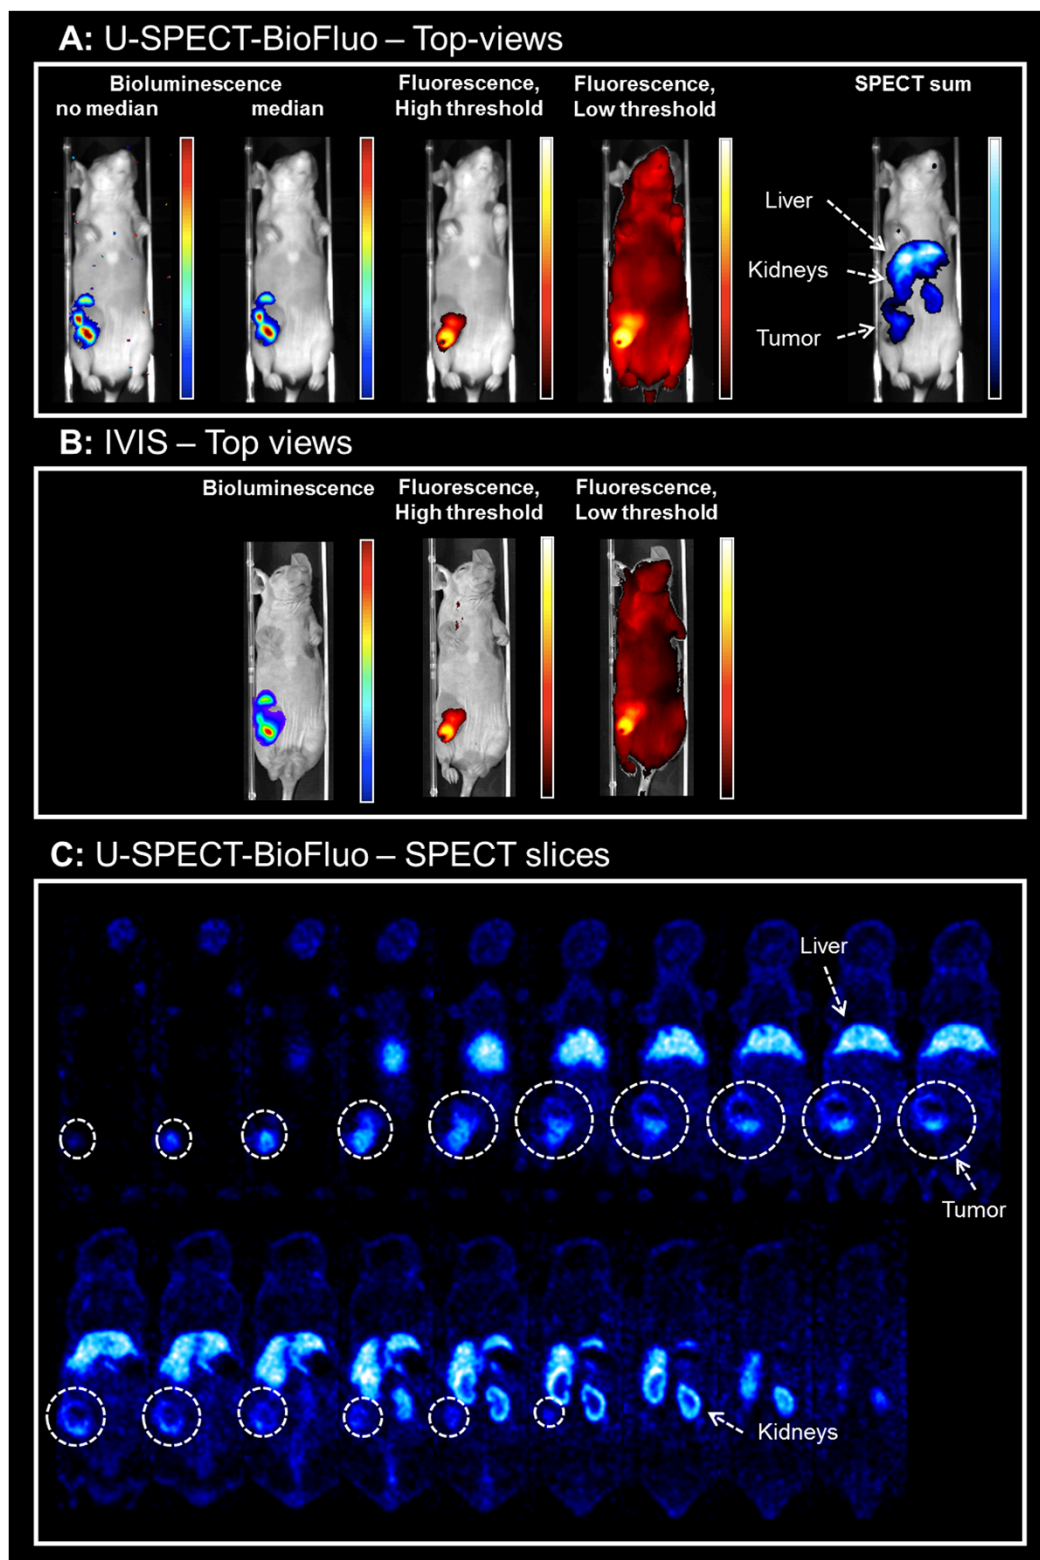 A: U-SPECT-BioFluo – Top-views
Bioluminescence
no median
median
Fluorescence,
High threshold
Fluorescence,
Low threshold
SPECT sum
Liver
Kidneys
Tumor
B: IVIS – Top views
Bioluminescence
Fluorescence,
High threshold
Fluorescence,
Low threshold
C: U-SPECT-BioFluo – SPECT slices
Liver
Tumor
Kidneys